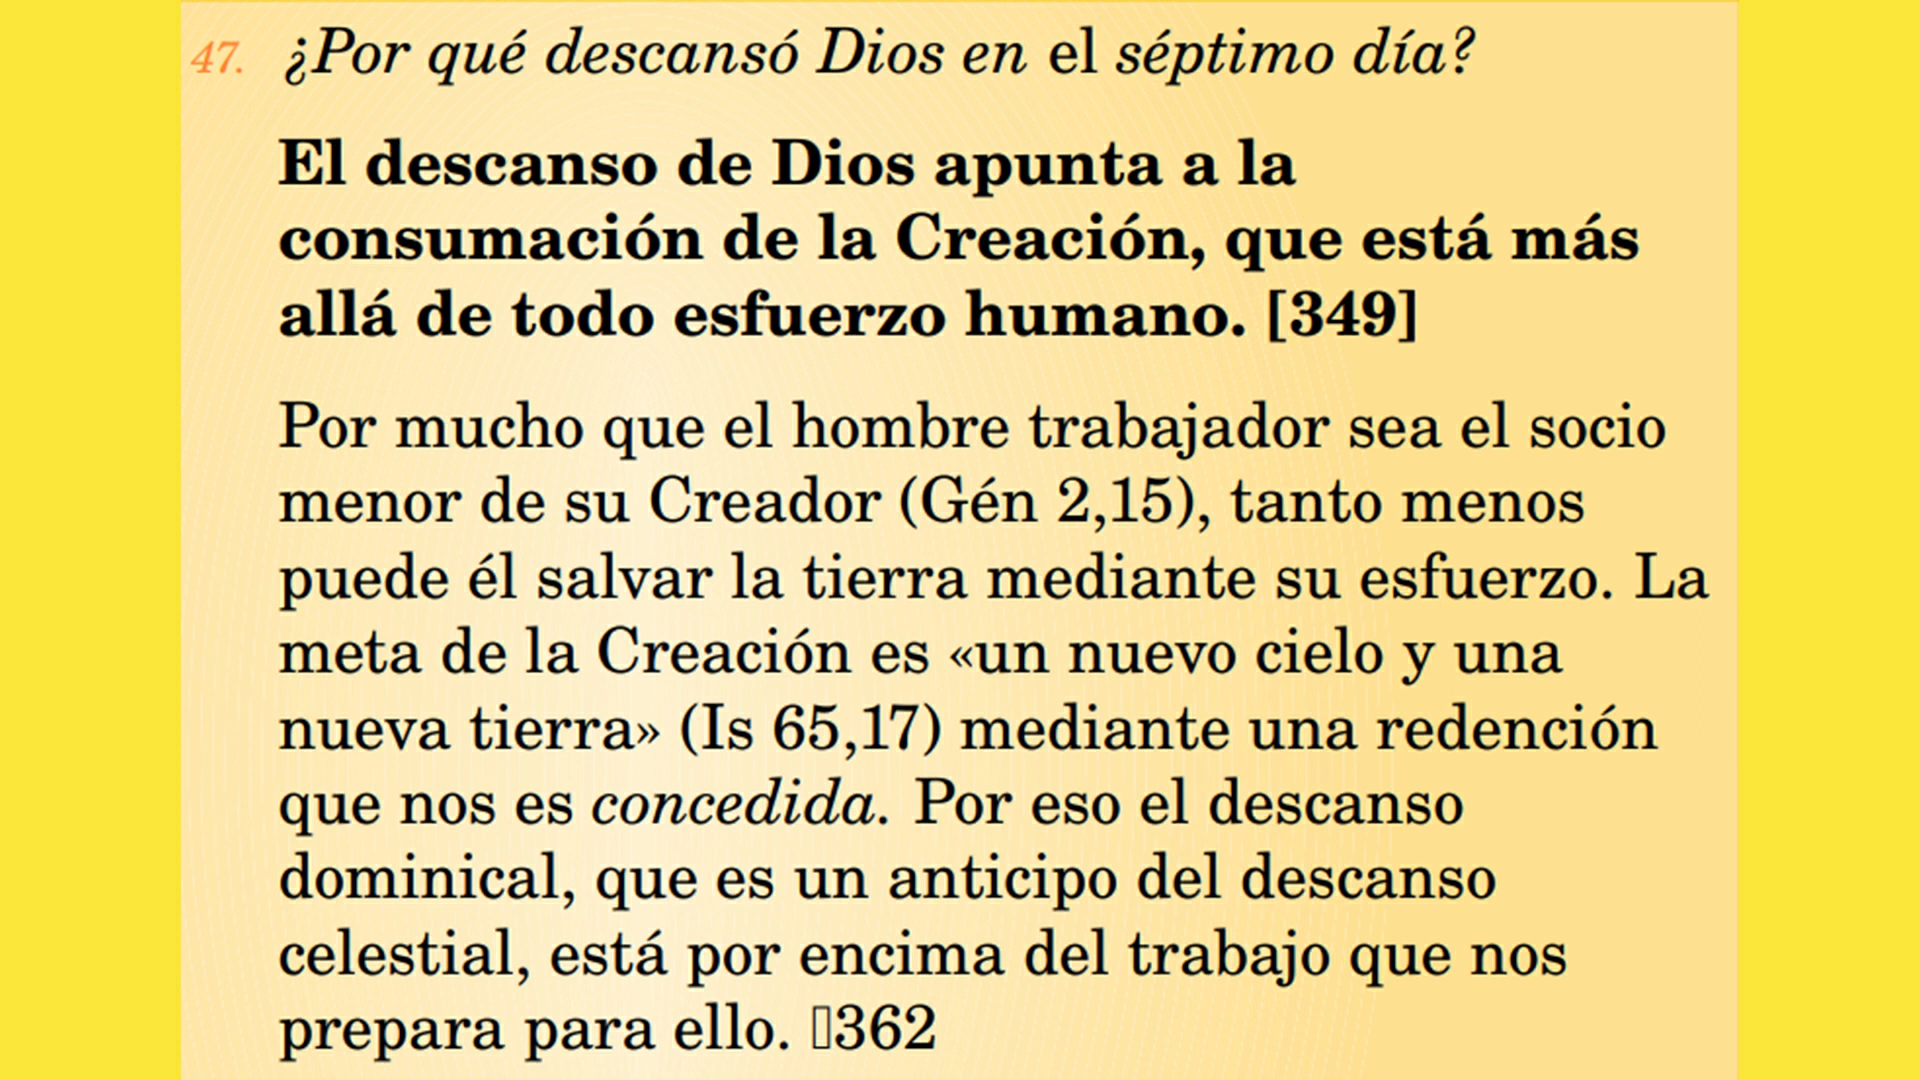 47. ¿Por qué descansó Dios en el séptimo día?
El descanso de Dios apunta a la
consumación de la Creación, que está más
allá de todo esfuerzo humano. [349]
Por mucho que el hombre trabajador sea el socio
menor de su Creador (Gén 2,15), tanto menos
puede él salvar la tierra mediante su esfuerzo. La
meta de la Creación es «un nuevo cielo y una
nueva tierra» (Is 65,17) mediante una redención
que nos es concedida. Por eso el descanso
dominical, que es un anticipo del descanso
celestial, está por encima del trabajo que nos
prepara para ello. 362